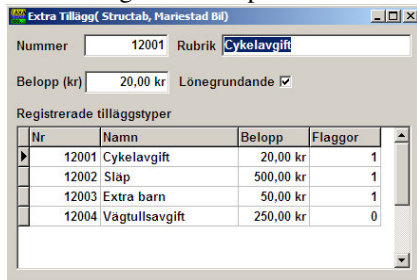 Extra Tillägg( Structab, Mariestad Bil)
Nummer 12001 Rubrik Cykelavgift
Belopp (kr) 20,00 kr Lönegrundande
Registrerade tilläggstyper
Nr Namn Belopp Flaggor
12001 Cykelavgift 20,00 kr 1
12002 Släp 500,00 kr 1
12003 Extra barn 50,00 kr 1
12004 Vägtullsavgift 250,00 kr 0